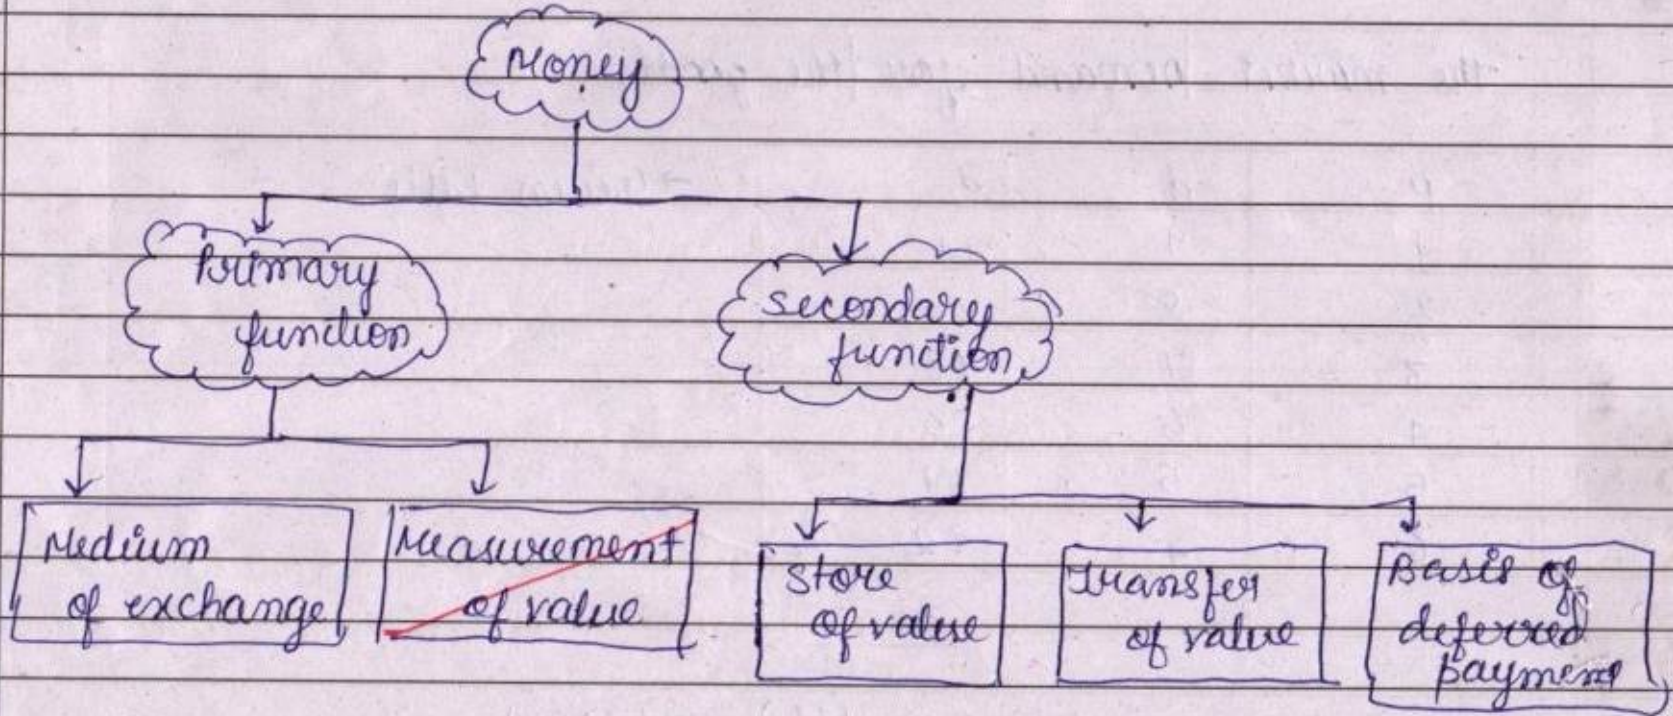 Money
Primary
function
secondary
function
Medium
of exchange
Measurement
of value
Store
of value
Transfer
of value
Basis of
deferred
payment